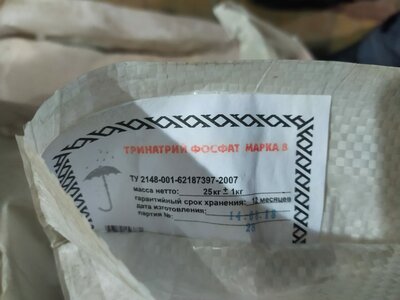 ТРИНАТРИЙ ФОСФАТ МАРКА В
ТУ 2148-001-62187397-2007
масса нетто: 25кг ± 1кг
гарантийный срок хранения: 12 месяцев
дата изготовления:
партия №: 25